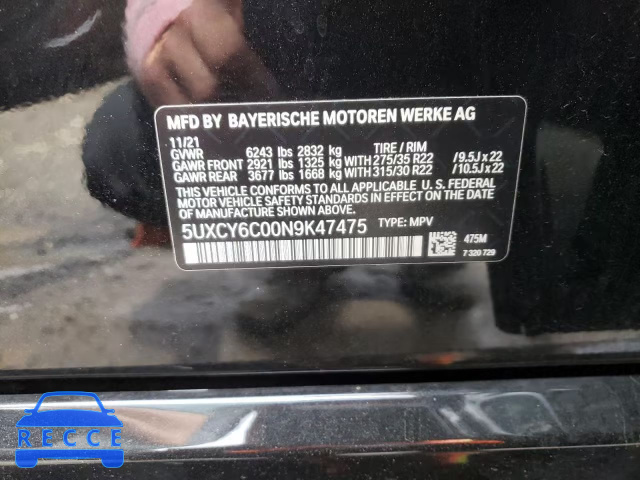 MFD BY BAYERISCHE MOTOREN WERKE AG
11/21
GVWR 6243 lbs 2832 kg TIRE / RIM
GAWR FRONT 2921 lbs 1325 kg WITH 275/35 R22 /9.5J x 22
GAWR REAR 3677 lbs 1668 kg WITH 315/30 R22 /10.5J x 22
THIS VEHICLE CONFORMS TO ALL APPLICABLE U. S. FEDERAL
MOTOR VEHICLE SAFETY STANDARDS IN EFFECT ON THE DATE OF
MANUFACTURE SHOWN ABOVE.
5UXCY6C00N9K47475 TYPE: MPV
475M
7 320 729
RECCE